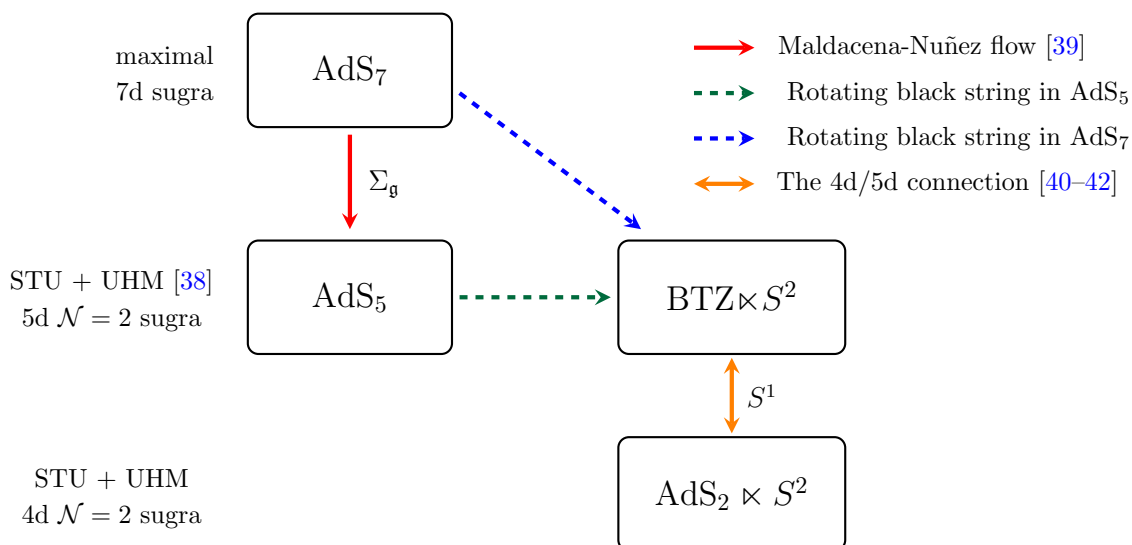 maximal
7d sugra
AdS₇
Maldacena-Nuñez flow [39]
Rotating black string in AdS₅
Rotating black string in AdS₇
The 4d/5d connection [40–42]
Σ_𝔤
STU + UHM [38]
5d 𝒩 = 2 sugra
AdS₅
BTZ⋉S²
S¹
STU + UHM
4d 𝒩 = 2 sugra
AdS₂ ⋉ S²